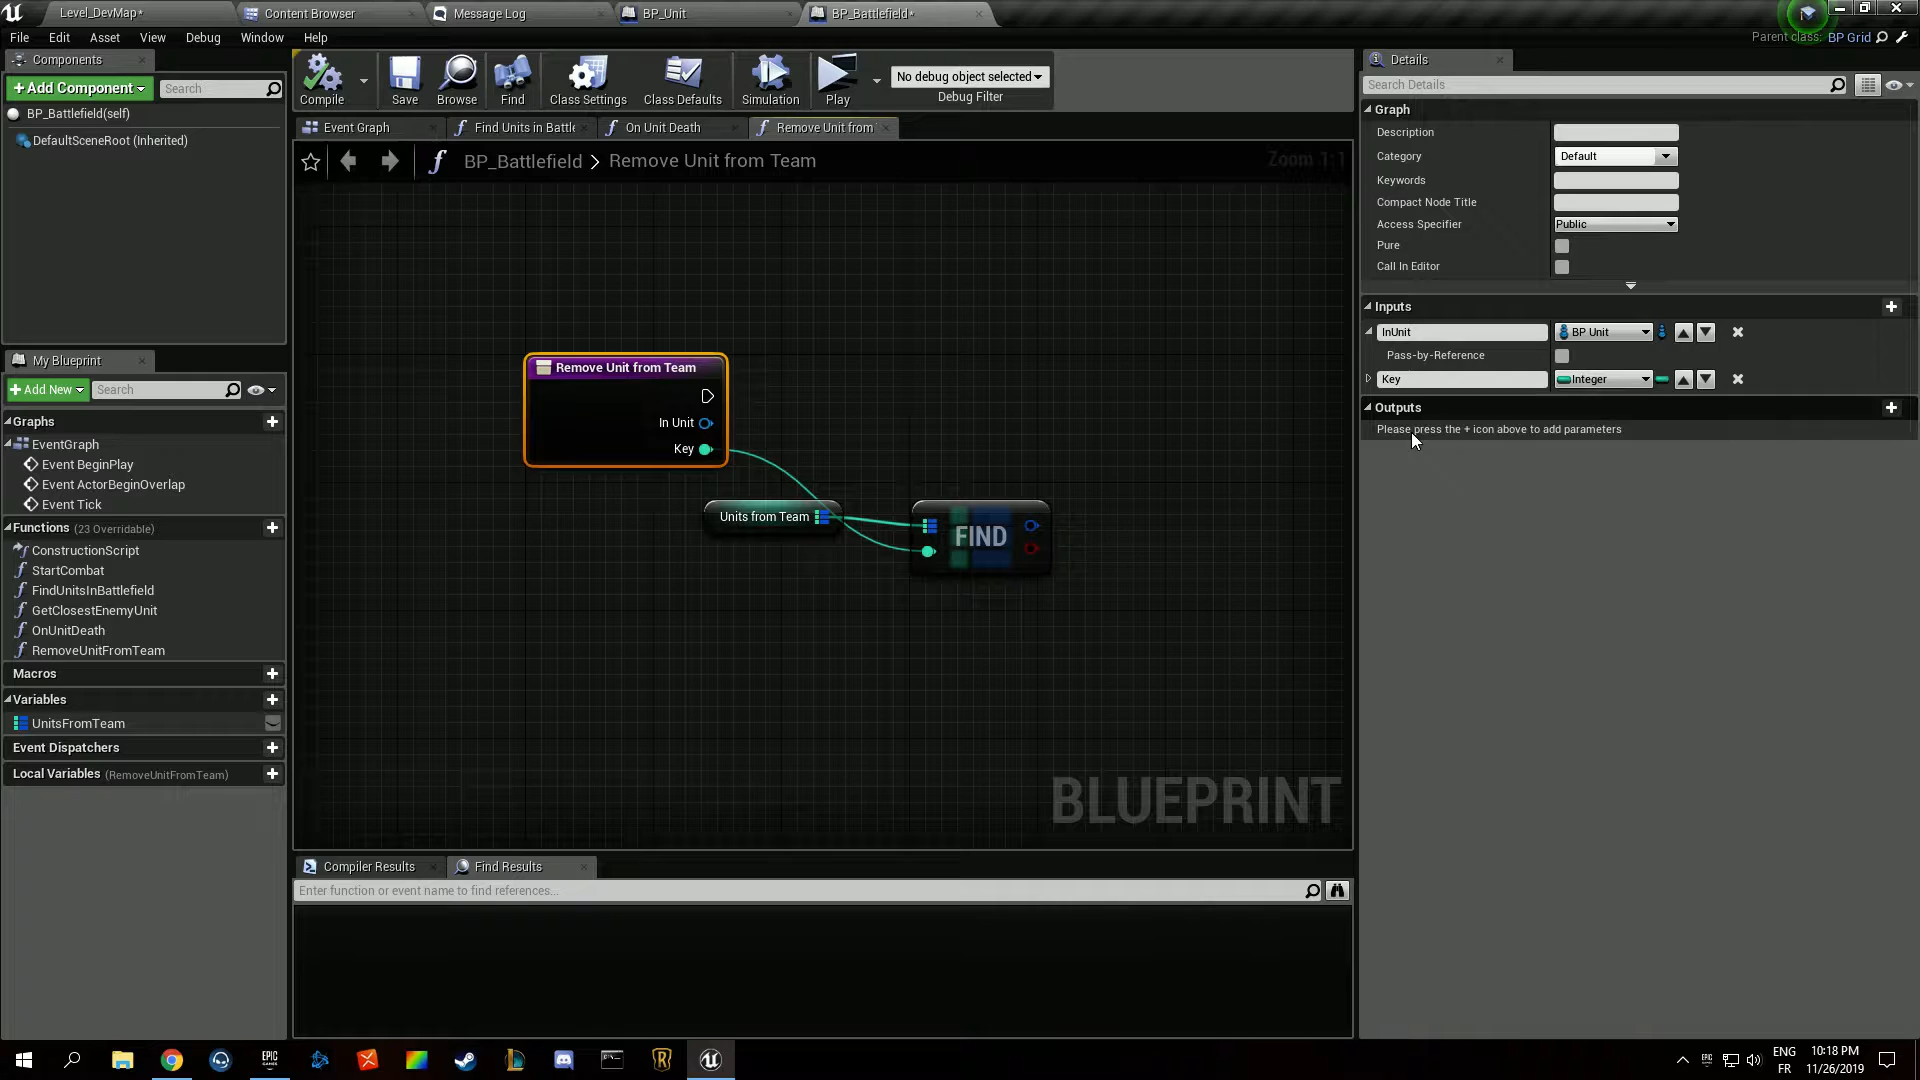 Level_DevMap*
Content Browser
Message Log
BP_Unit
BP_Battlefield*
File Edit Asset View Debug Window Help
Parent class: BP Grid
Components
+Add Component
Search
BP_Battlefield(self)
DefaultSceneRoot (Inherited)
Compile
Save
Browse
Find
Class Settings
Class Defaults
Simulation
Play
No debug object selected
Debug Filter
Event Graph
Find Units in Battle
On Unit Death
Remove Unit from
BP_Battlefield > Remove Unit from Team
Zoom 1:1
Remove Unit from Team
In Unit
Key
Units from Team
FIND
BLUEPRINT
My Blueprint
+Add New
Search
Graphs
EventGraph
Event BeginPlay
Event ActorBeginOverlap
Event Tick
Functions (23 Overridable)
ConstructionScript
StartCombat
FindUnitsInBattlefield
GetClosestEnemyUnit
OnUnitDeath
RemoveUnitFromTeam
Macros
Variables
UnitsFromTeam
Event Dispatchers
Local Variables (RemoveUnitFromTeam)
Compiler Results
Find Results
Enter function or event name to find references...
Details
Search Details
Graph
Description
Category Default
Keywords
Compact Node Title
Access Specifier Public
Pure
Call In Editor
Inputs
InUnit BP Unit
Pass-by-Reference
Key Integer
Outputs
Please press the + icon above to add parameters
EPIC GAMES
ENG
FR
10:18 PM
11/26/2019